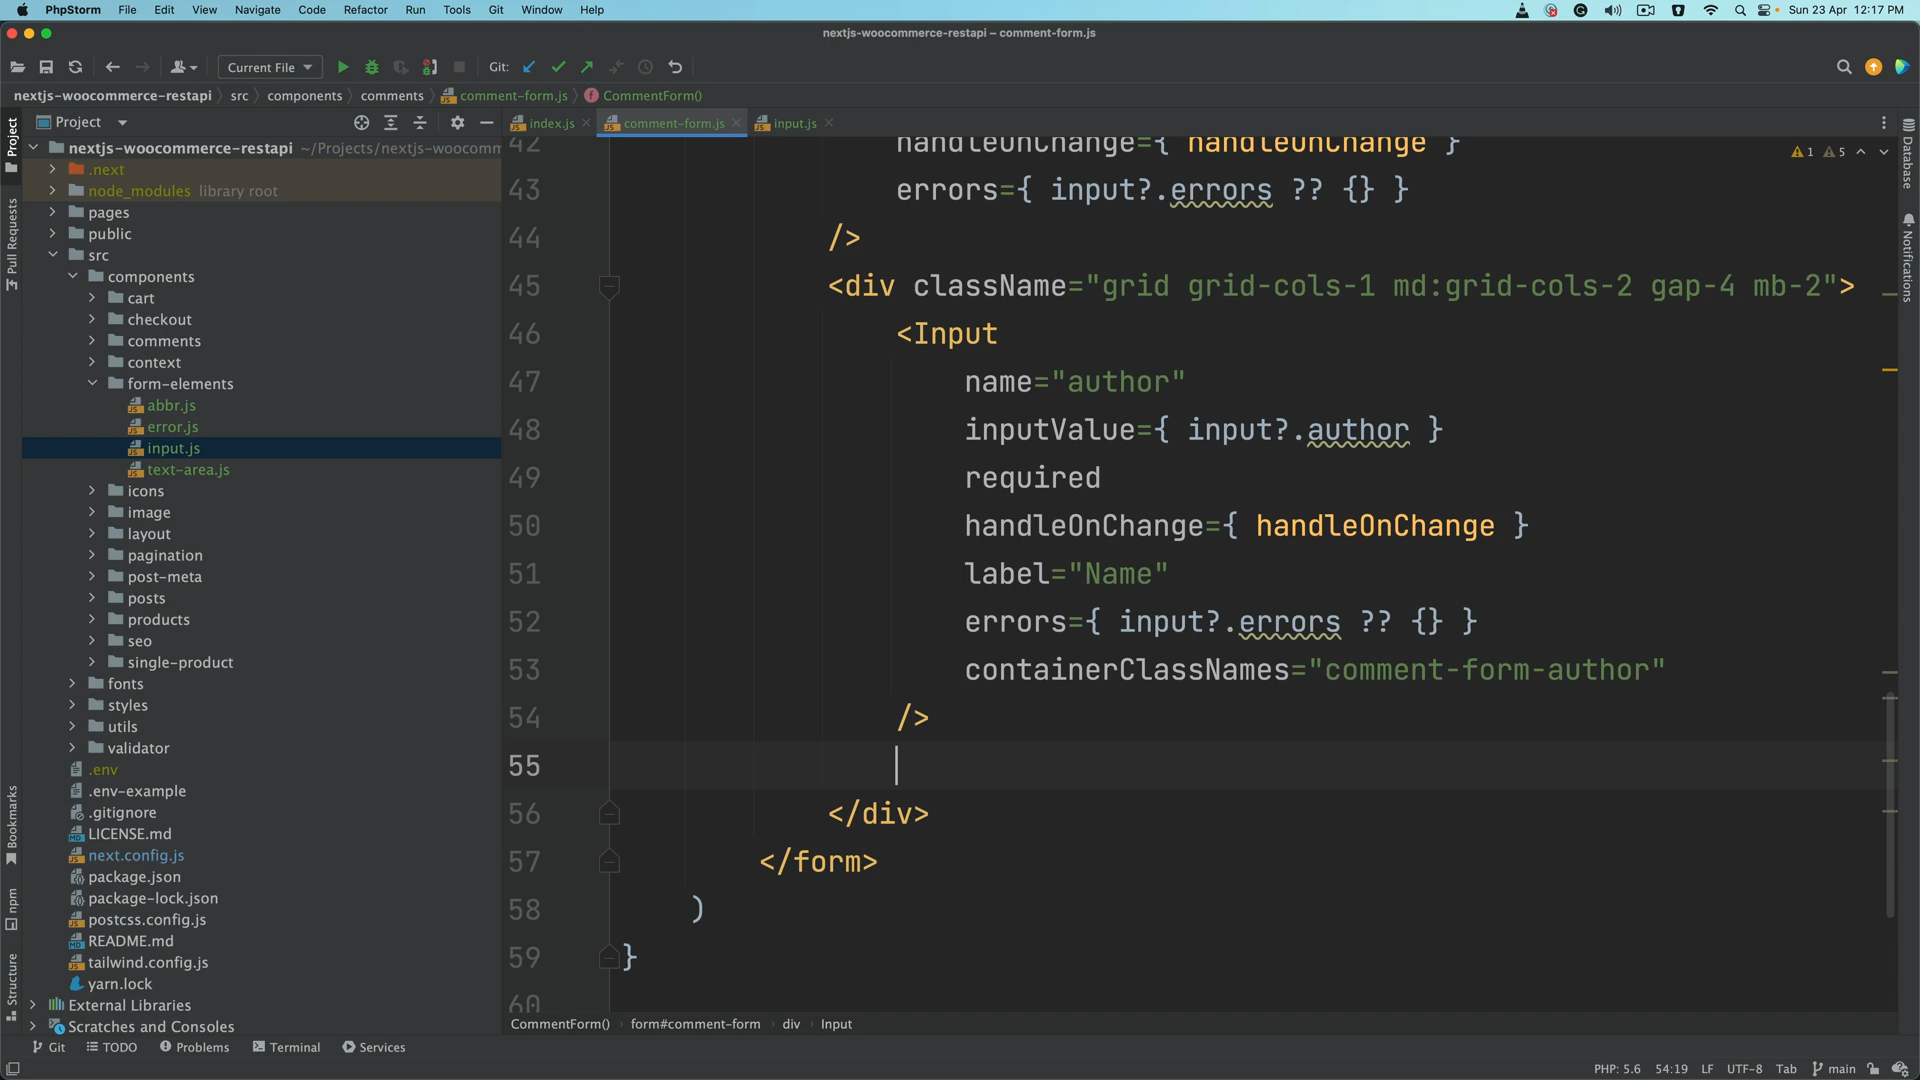 PhpStorm File Edit View Navigate Code Refactor Run Tools Git Window Help Sun 23 Apr 12:17 PM
nextjs-woocommerce-restapi – comment-form.js
Current File Git:
nextjs-woocommerce-restapi src components comments comment-form.js CommentForm()
Project
index.js comment-form.js input.js
Project
Pull Requests
Bookmarks
npm
Structure
nextjs-woocommerce-restapi ~/Projects/nextjs-woocomm
.next
node_modules library root
pages
public
src
components
cart
checkout
comments
context
form-elements
abbr.js
error.js
input.js
text-area.js
icons
image
layout
pagination
post-meta
posts
products
seo
single-product
fonts
styles
utils
validator
.env
.env-example
.gitignore
LICENSE.md
next.config.js
package.json
package-lock.json
postcss.config.js
README.md
tailwind.config.js
yarn.lock
External Libraries
Scratches and Consoles
42 handleOnChange={ handleOnChange }
43 errors={ input?.errors ?? {} }
44 />
45 <div className="grid grid-cols-1 md:grid-cols-2 gap-4 mb-2">
46 <Input
47 name="author"
48 inputValue={ input?.author }
49 required
50 handleOnChange={ handleOnChange }
51 label="Name"
52 errors={ input?.errors ?? {} }
53 containerClassNames="comment-form-author"
54 />
55
56 </div>
57 </form>
58 )
59 }
60
1 5
Database
Notifications
CommentForm() form#comment-form div Input
Git TODO Problems Terminal Services
PHP: 5.6 54:19 LF UTF-8 Tab main